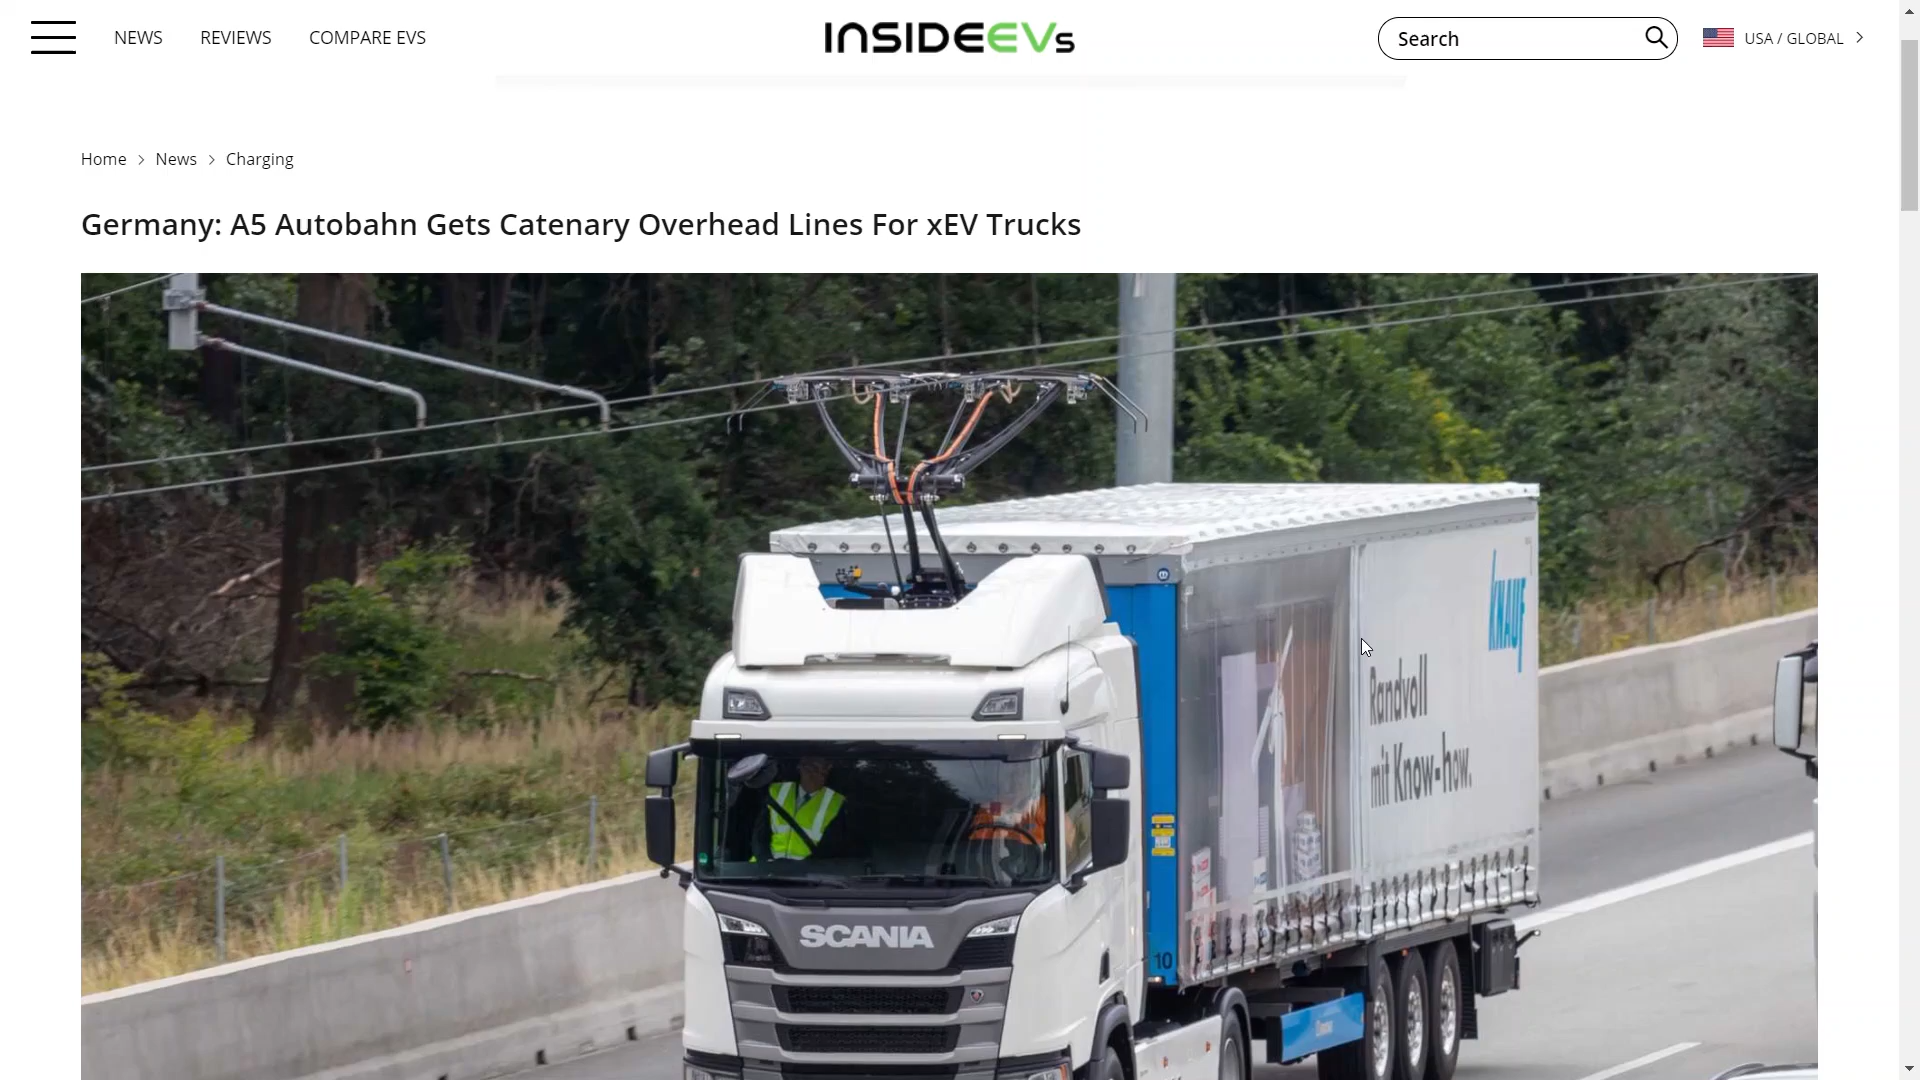 NEWS
REVIEWS
COMPARE EVS
INSIDEEVs
Search
USA / GLOBAL
Home > News > Charging
Germany: A5 Autobahn Gets Catenary Overhead Lines For xEV Trucks
KNAUF
Randvoll
mit Know-how.
SCANIA
10